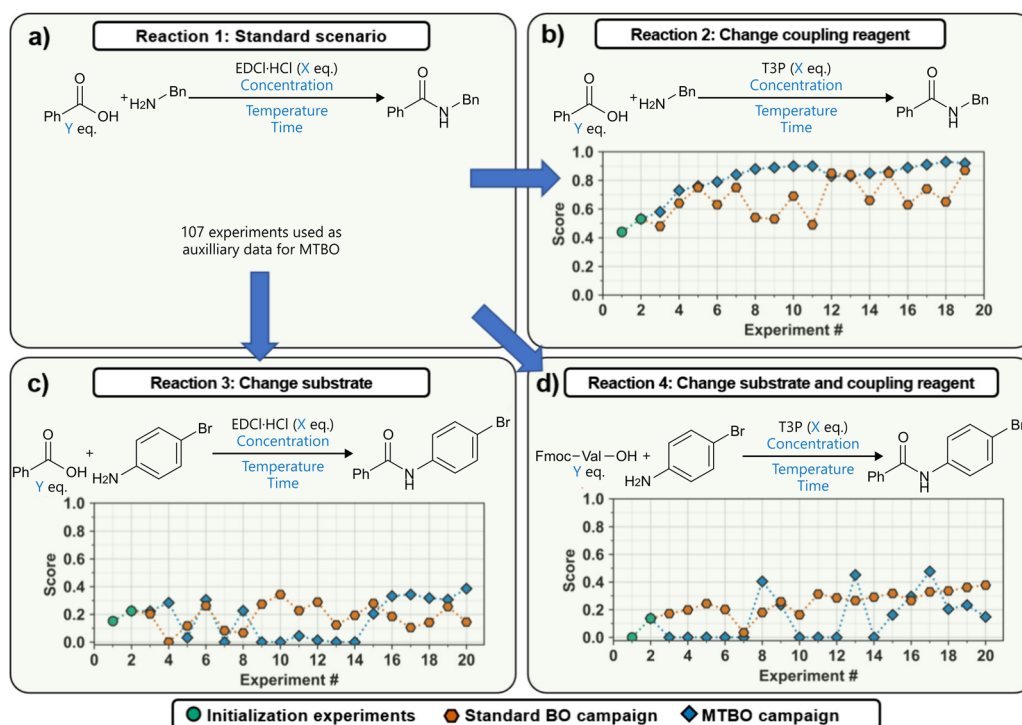 a)
Reaction 1: Standard scenario
EDCl·HCl (X eq.)
Concentration
Temperature
Time
Ph
O
OH
Y eq.
+
H₂N
Bn
Ph
O
N
H
Bn
107 experiments used as
auxilliary data for MTBO
b)
Reaction 2: Change coupling reagent
T3P (X eq.)
Concentration
Temperature
Time
Ph
O
OH
Y eq.
+
H₂N
Bn
Ph
O
N
H
Bn
Score
1.0
0.8
0.6
0.4
0.2
0.0
0 2 4 6 8 10 12 14 16 18 20
Experiment #
c)
Reaction 3: Change substrate
EDCl·HCl (X eq.)
Concentration
Temperature
Time
Ph
O
OH
Y eq.
+
H₂N
Br
Ph
O
N
H
Br
Score
1.0
0.8
0.6
0.4
0.2
0.0
0 2 4 6 8 10 12 14 16 18 20
Experiment #
d)
Reaction 4: Change substrate and coupling reagent
T3P (X eq.)
Concentration
Temperature
Time
Fmoc–Val–OH +
Y eq.
H₂N
Br
Ph
O
N
H
Br
Score
1.0
0.8
0.6
0.4
0.2
0.0
0 2 4 6 8 10 12 14 16 18 20
Experiment #
Initialization experiments
Standard BO campaign
MTBO campaign